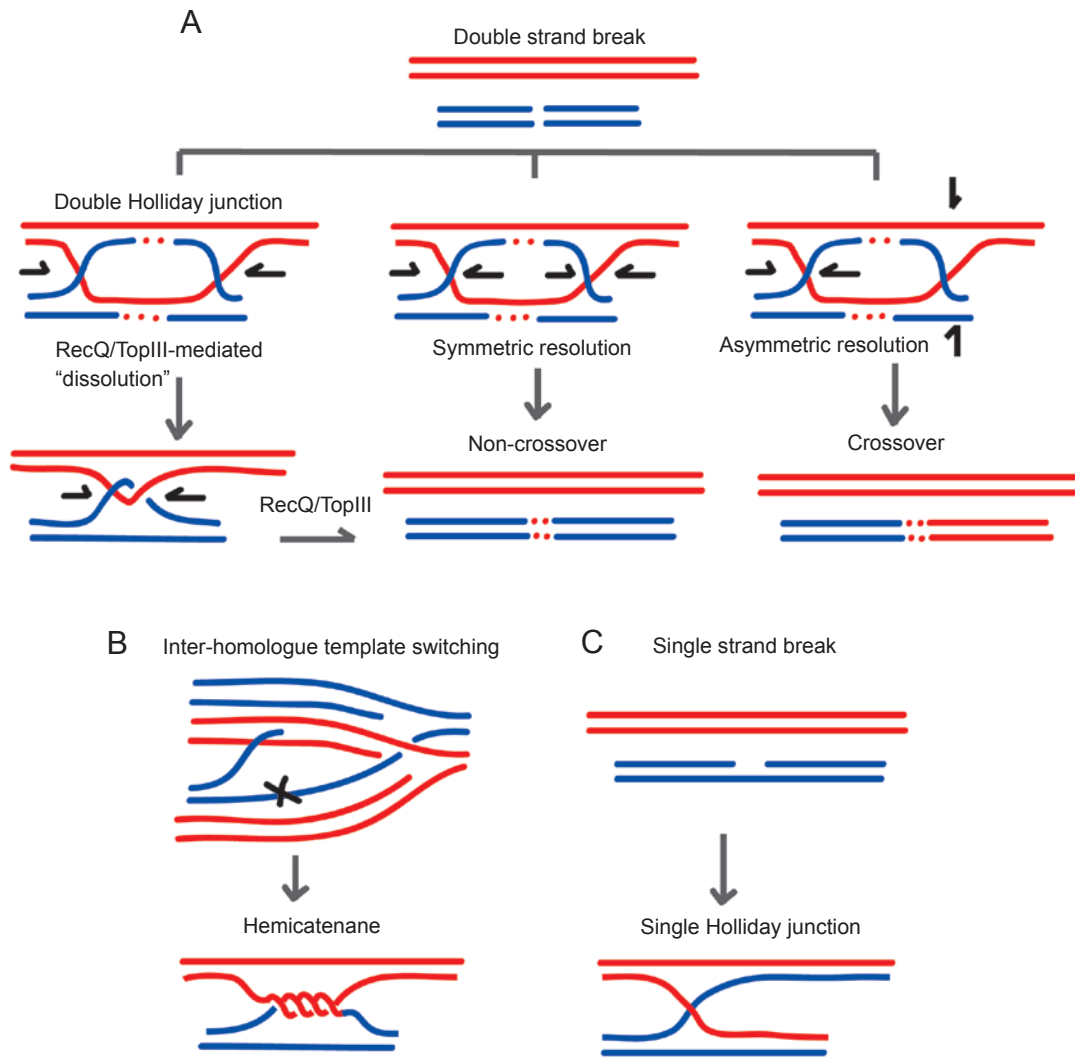 A
Double strand break
Double Holliday junction
RecQ/TopIII-mediated
“dissolution”
Symmetric resolution
Asymmetric resolution
Non-crossover
Crossover
RecQ/TopIII
B
Inter-homologue template switching
C
Single strand break
Hemicatenane
Single Holliday junction